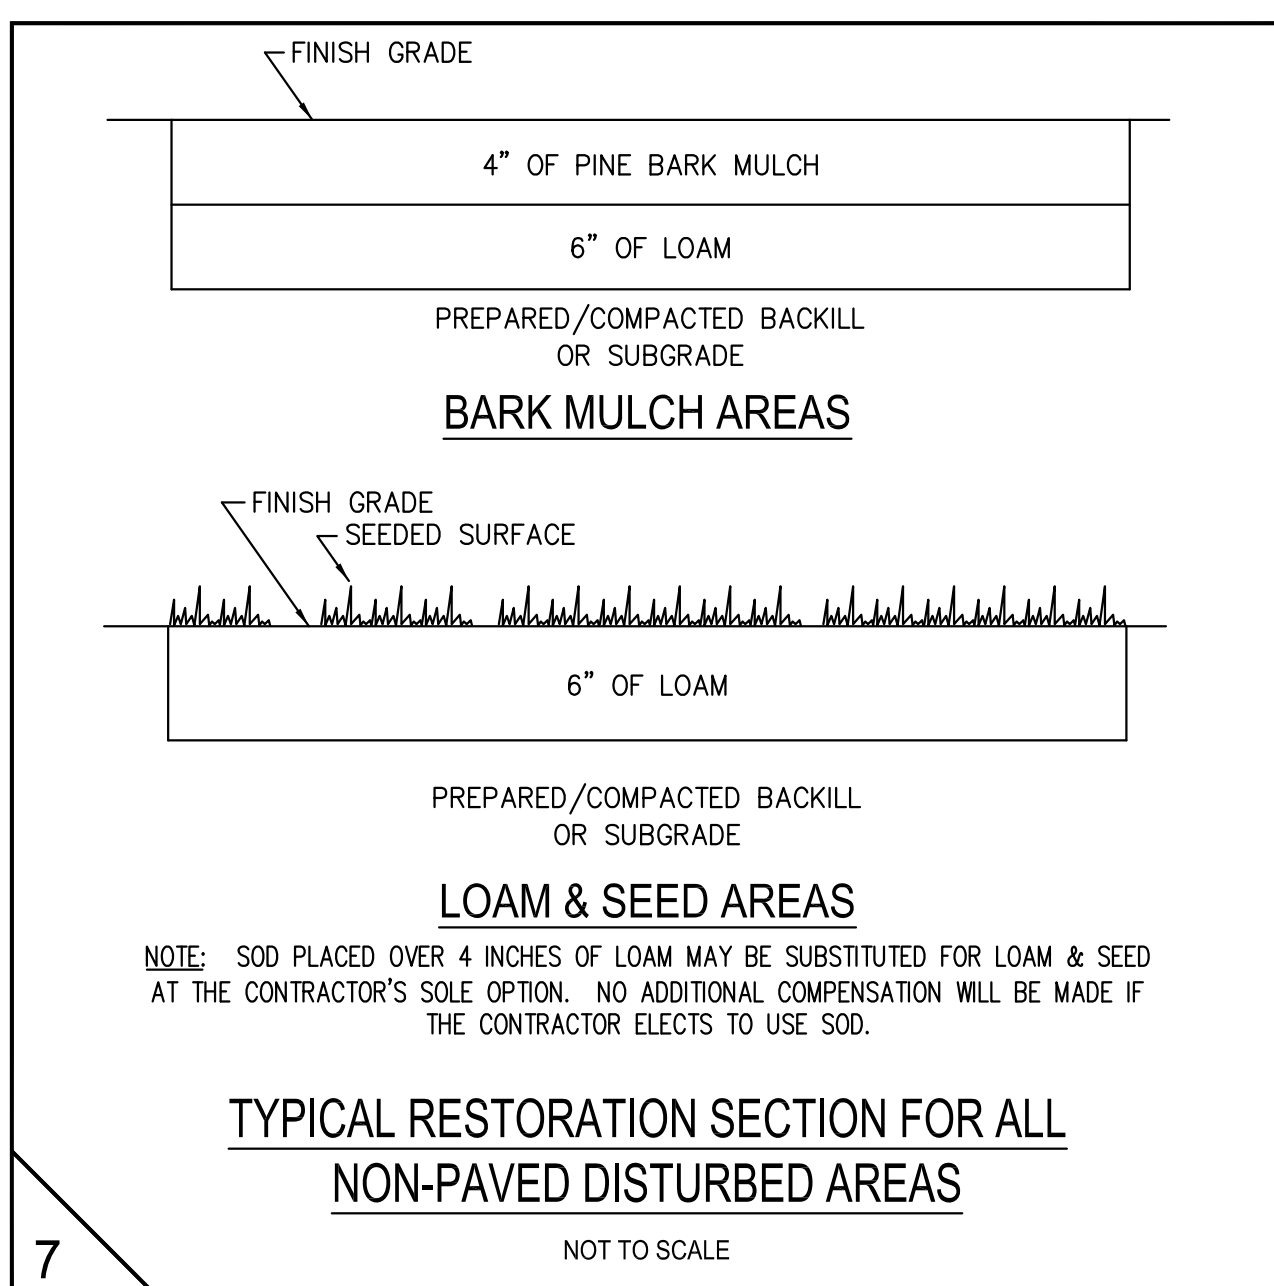 FINISH GRADE
4" OF PINE BARK MULCH
6" OF LOAM
PREPARED/COMPACTED BACKILL
OR SUBGRADE
BARK MULCH AREAS
FINISH GRADE
SEEDED SURFACE
6" OF LOAM
PREPARED/COMPACTED BACKILL
OR SUBGRADE
LOAM & SEED AREAS
NOTE: SOD PLACED OVER 4 INCHES OF LOAM MAY BE SUBSTITUTED FOR LOAM & SEED
AT THE CONTRACTOR'S SOLE OPTION. NO ADDITIONAL COMPENSATION WILL BE MADE IF
THE CONTRACTOR ELECTS TO USE SOD.
TYPICAL RESTORATION SECTION FOR ALL
NON-PAVED DISTURBED AREAS
NOT TO SCALE
7